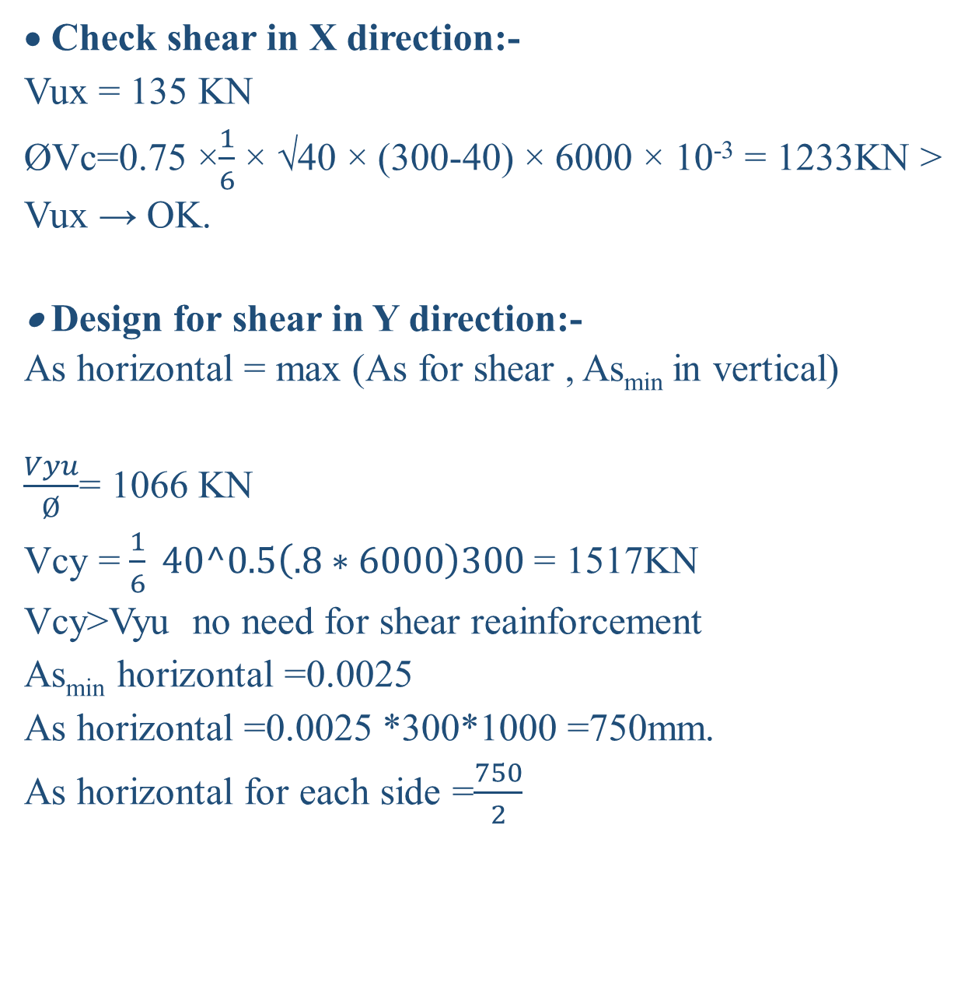 • Check shear in X direction:-
Vux = 135 KN
ØVc=0.75 ×1/6 × √40 × (300-40) × 6000 × 10⁻³ = 1233KN >
Vux → OK.
• Design for shear in Y direction:-
As horizontal = max (As for shear , Asmin in vertical)
Vyu/Ø= 1066 KN
Vcy =1/6 40^0.5(.8 ∗ 6000)300 = 1517KN
Vcy>Vyu  no need for shear reainforcement
Asmin horizontal =0.0025
As horizontal =0.0025 *300*1000 =750mm.
As horizontal for each side =750/2